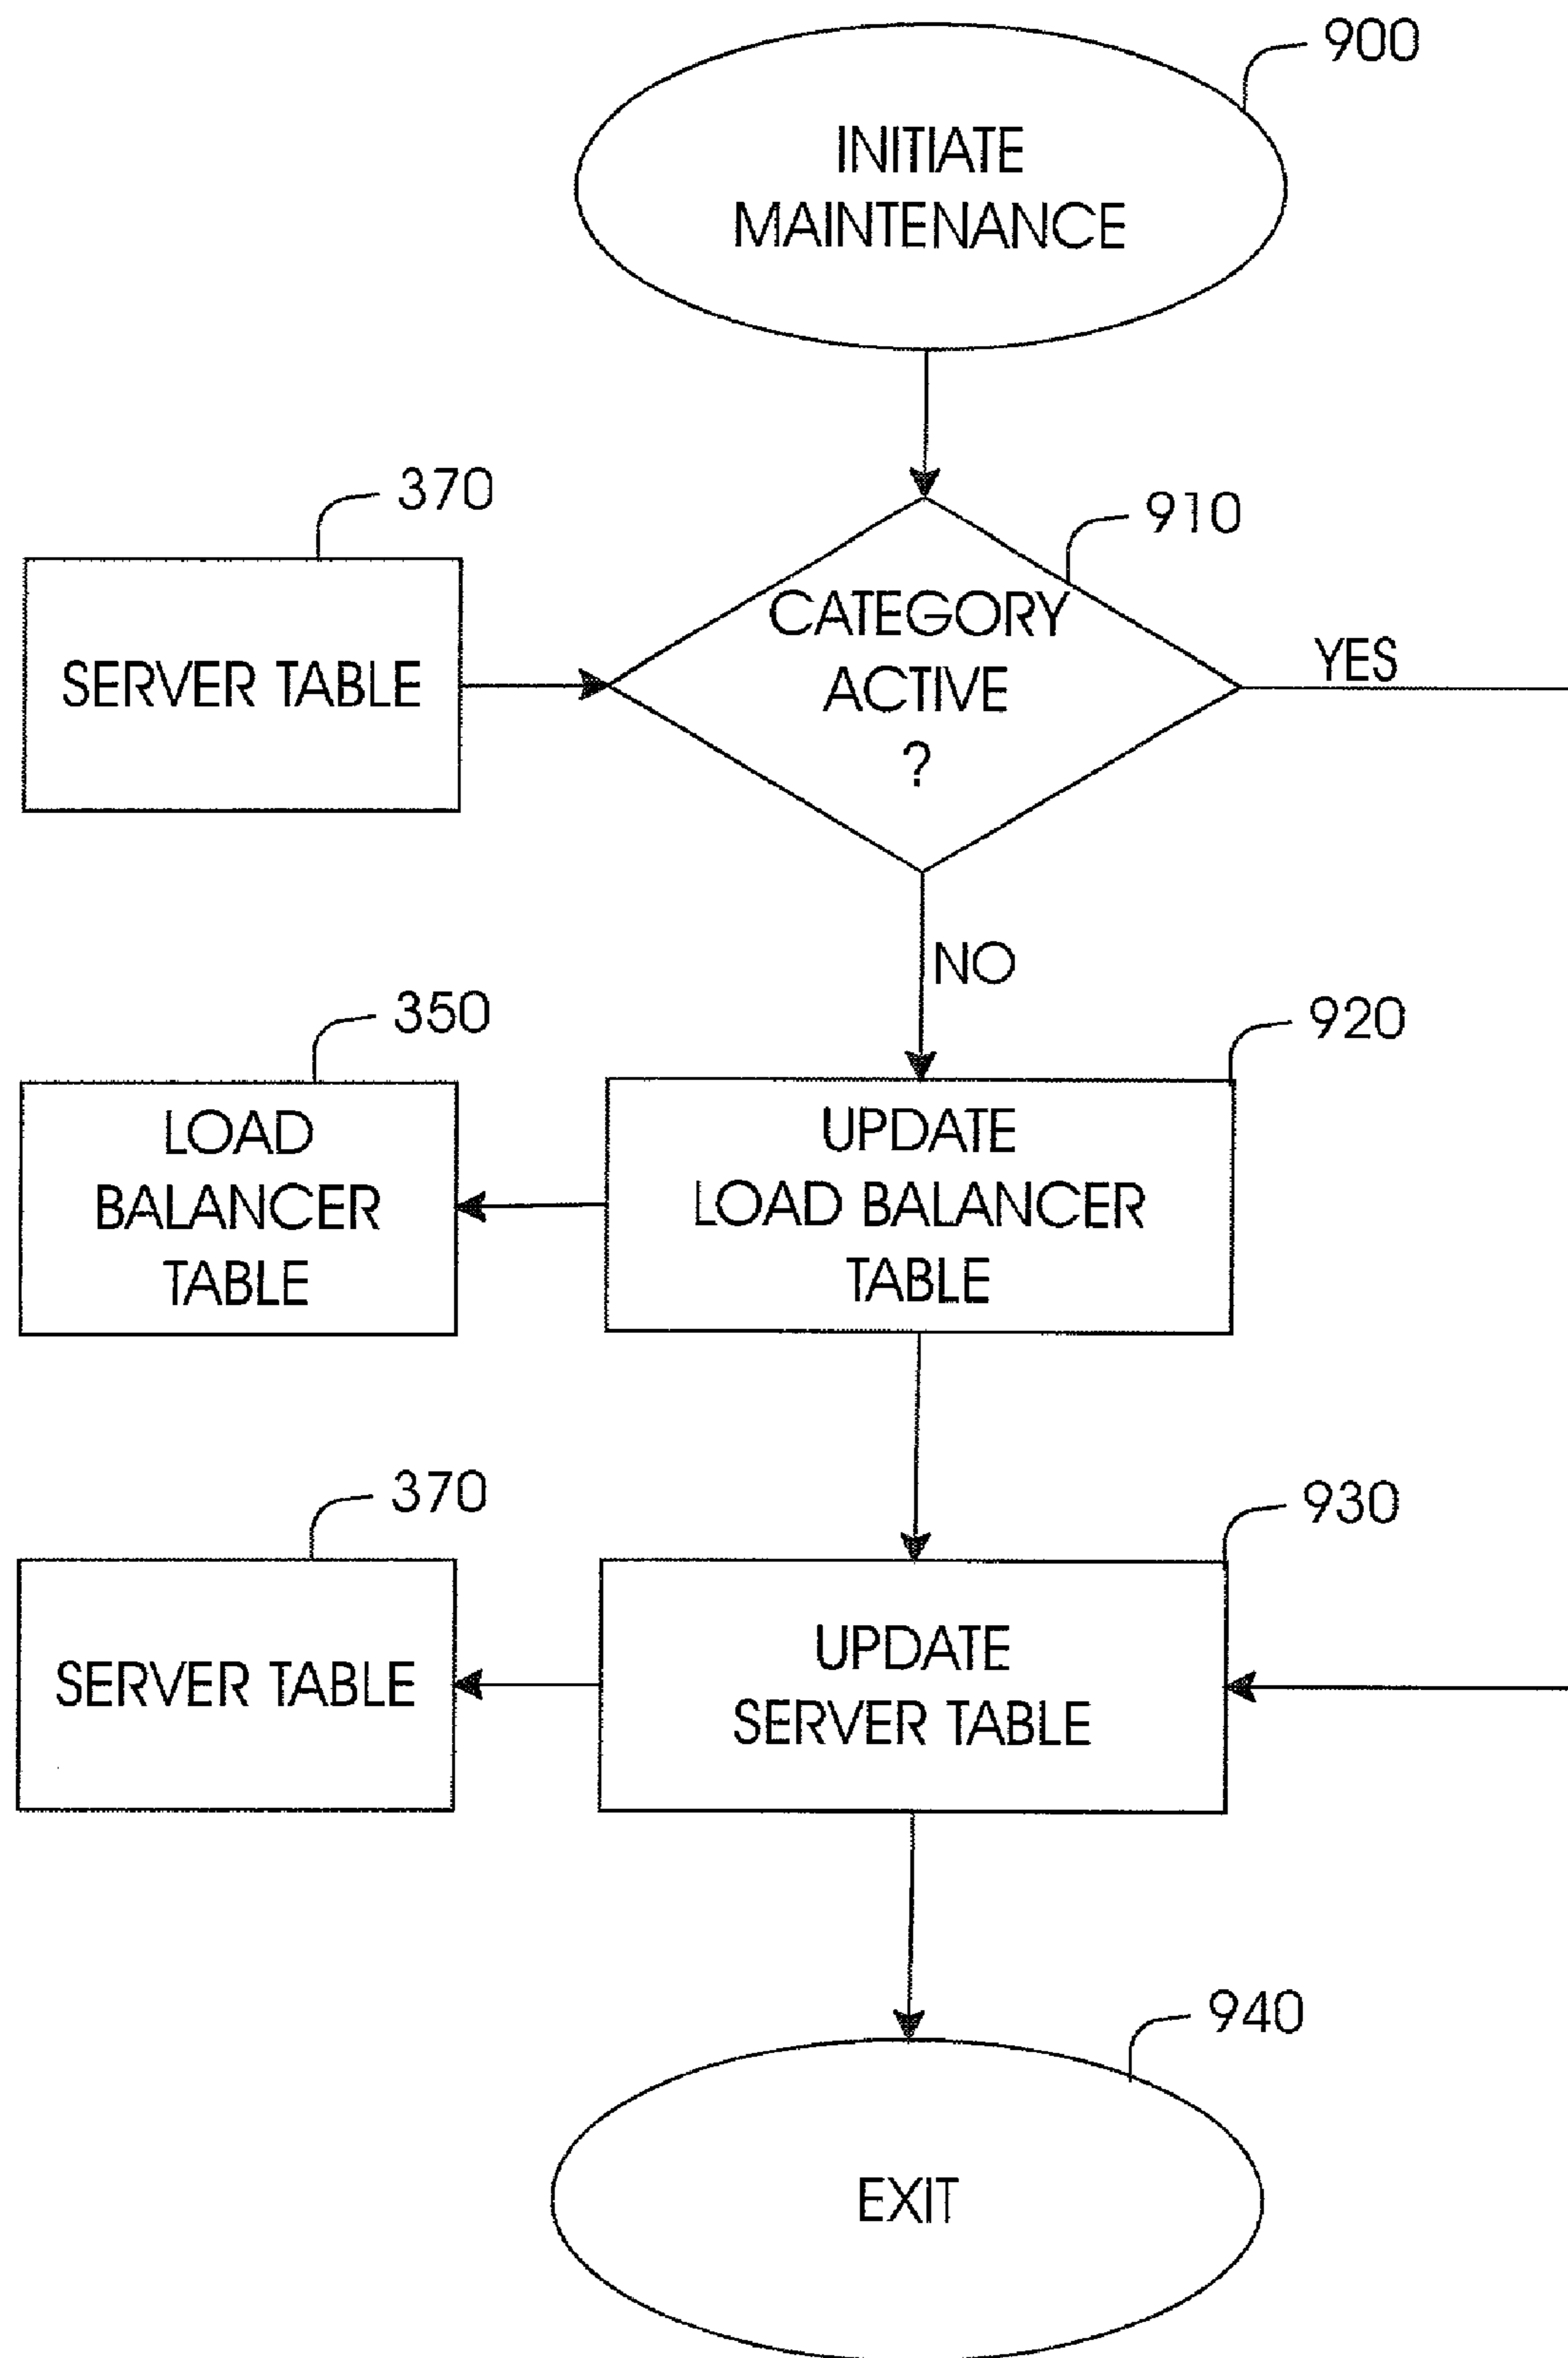 900
INITIATE
MAINTENANCE
370
910
SERVER TABLE
CATEGORY
ACTIVE
?
YES
NO
350
920
LOAD
BALANCER
TABLE
UPDATE
LOAD BALANCER
TABLE
370
930
SERVER TABLE
UPDATE
SERVER TABLE
940
EXIT